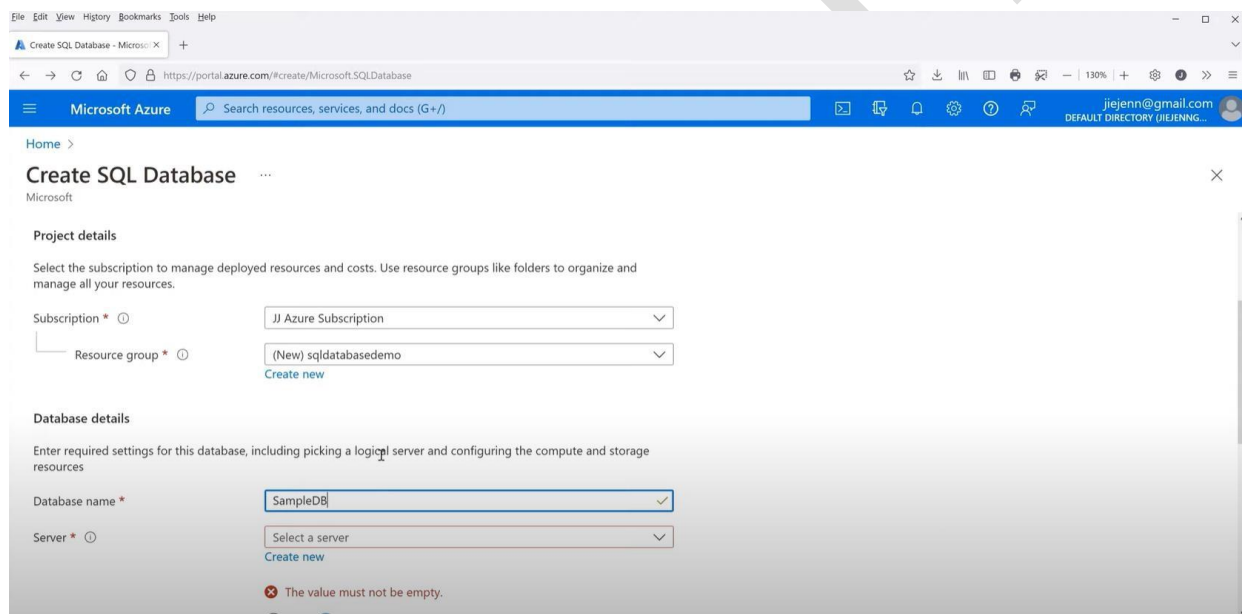 File Edit View History Bookmarks Tools Help
Create SQL Database - Microso
https://portal.azure.com/#create/Microsoft.SQLDatabase
130%
Microsoft Azure
Search resources, services, and docs (G+/)
jiejenn@gmail.com
DEFAULT DIRECTORY (JIEJENNG...
Home >
Create SQL Database ...
Microsoft
Project details
Select the subscription to manage deployed resources and costs. Use resource groups like folders to organize and
manage all your resources.
Subscription *
JJ Azure Subscription
Resource group *
(New) sqldatabasedemo
Create new
Database details
Enter required settings for this database, including picking a logical server and configuring the compute and storage
resources
Database name *
SampleDB
Server *
Select a server
Create new
The value must not be empty.